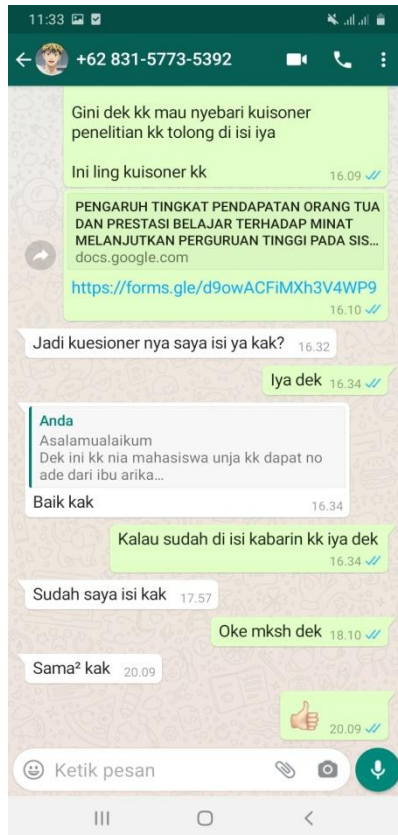 11:33
+62 831-5773-5392
Gini dek kk mau nyebari kuisoner
penelitian kk tolong di isi iya
Ini ling kuisoner kk
16.09
PENGARUH TINGKAT PENDAPATAN ORANG TUA
DAN PRESTASI BELAJAR TERHADAP MINAT
MELANJUTKAN PERGURUAN TINGGI PADA SIS...
docs.google.com
https://forms.gle/d9owACFiMXh3V4WP9
16.10
Jadi kuesioner nya saya isi ya kak? 16.32
Iya dek 16.34
Anda
Asalamualaikum
Dek ini kk nia mahasiswa unja kk dapat no
ade dari ibu arika...
Baik kak 16.34
Kalau sudah di isi kabarin kk iya dek
16.34
Sudah saya isi kak 17.57
Oke mksh dek 18.10
Sama² kak 20.09
20.09
Ketik pesan